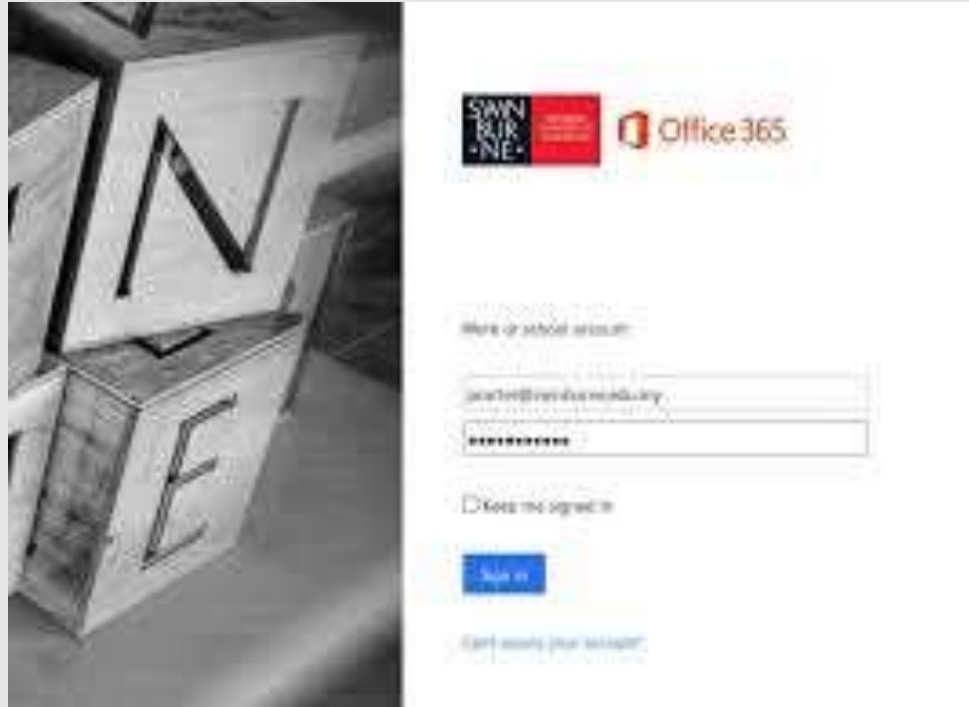 N
E
SWIN
BUR
•NE•
Office 365
Work or school account
Keep me signed in
Sign in
Can't access your account?